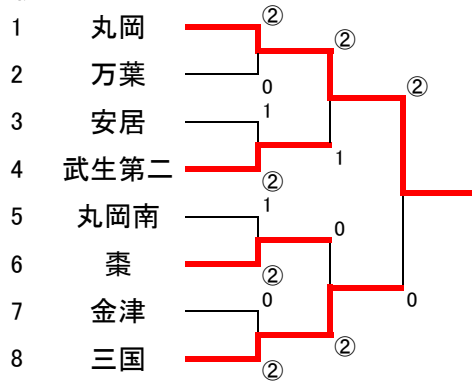 1 丸岡 ②
②
2 万葉 0
②
3 安居 1
4 武生第二 ② 1
5 丸岡南 1
0
6 棗 ②
7 金津 0 0
②
8 三国 ②